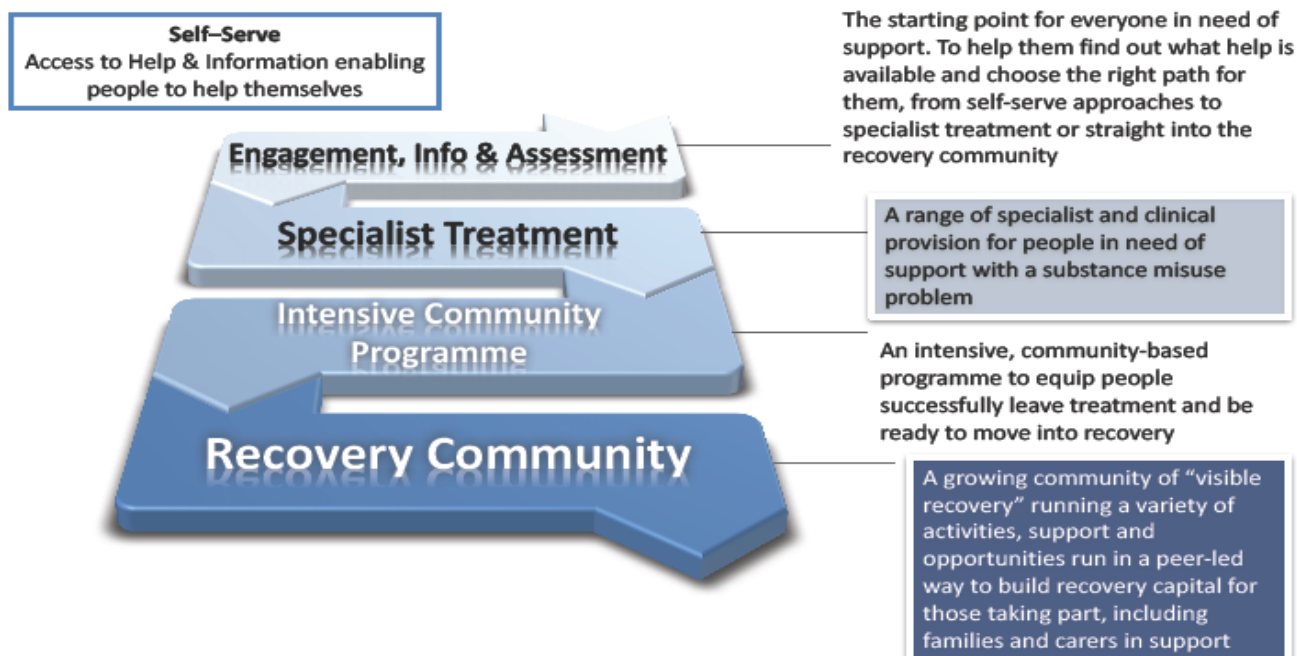 Self–Serve
Access to Help & Information enabling
people to help themselves
The starting point for everyone in need of
support. To help them find out what help is
available and choose the right path for
them, from self-serve approaches to
specialist treatment or straight into the
recovery community
Engagement, Info & Assessment
Specialist Treatment
A range of specialist and clinical
provision for people in need of
support with a substance misuse
problem
Intensive Community
Programme
An intensive, community-based
programme to equip people
successfully leave treatment and be
ready to move into recovery
Recovery Community
A growing community of “visible
recovery” running a variety of
activities, support and
opportunities run in a peer-led
way to build recovery capital for
those taking part, including
families and carers in support